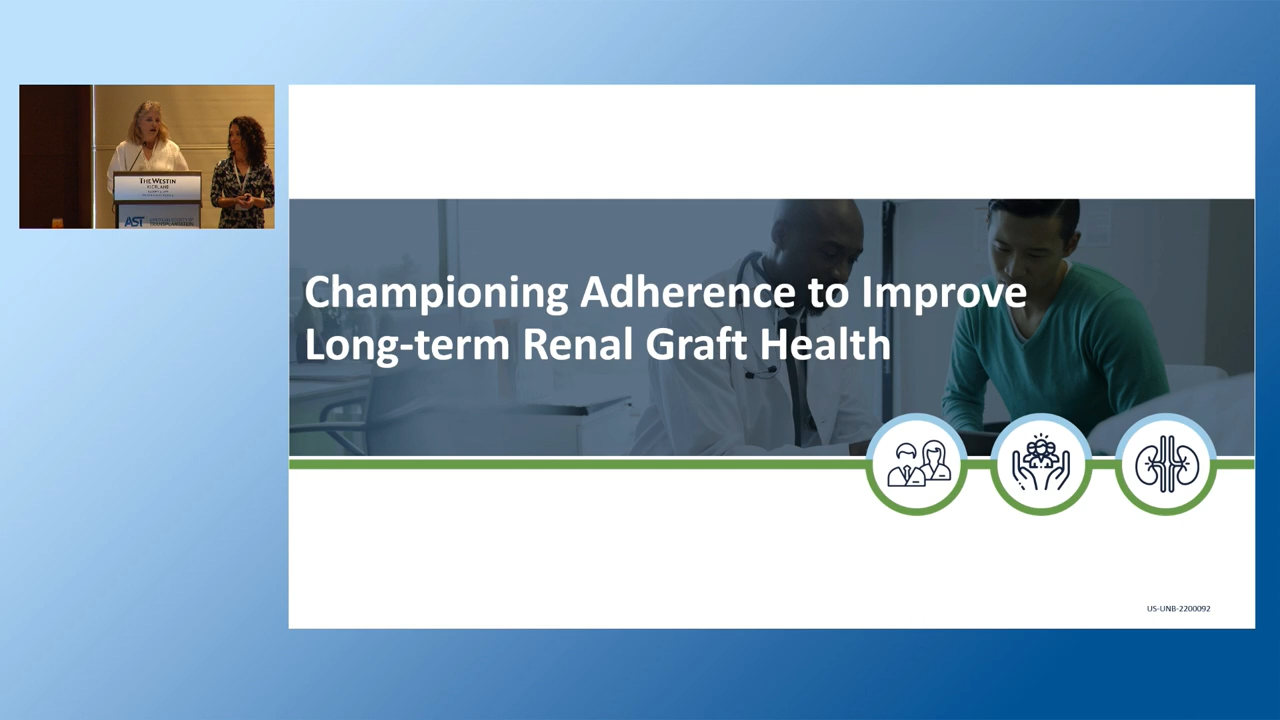 THE WESTIN
AST
Championing Adherence to Improve
Long-term Renal Graft Health
US-UNB-2200092